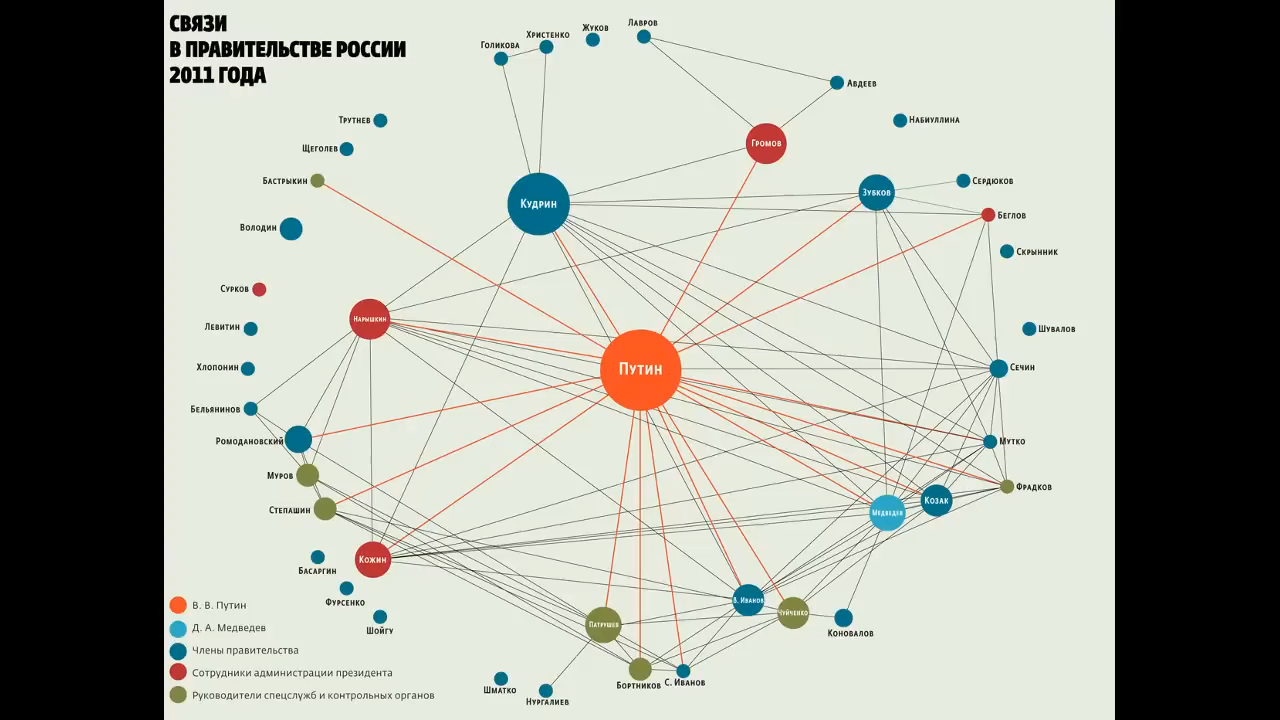 СВЯЗИ
В ПРАВИТЕЛЬСТВЕ РОССИИ
2011 ГОДА
Лавров
Жуков
Христенко
Голикова
Авдеев
Трутнев
Набиуллина
Громов
Щеголев
Бастрыкин
Сердюков
Зубков
Кудрин
Беглов
Володин
Скрынник
Сурков
Нарышкин
Левитин
Шувалов
Хлопонин
Путин
Сечин
Бельянинов
Ромодановский
Мутко
Муров
Фрадков
Козак
Степашин
Медведев
Кожин
Басаргин
Фурсенко
В. Иванов
Чуйченко
Патрушев
Шойгу
Коновалов
Бортников
С. Иванов
Шматко
Нургалиев
В. В. Путин
Д. А. Медведев
Члены правительства
Сотрудники администрации президента
Руководители спецслужб и контрольных органов